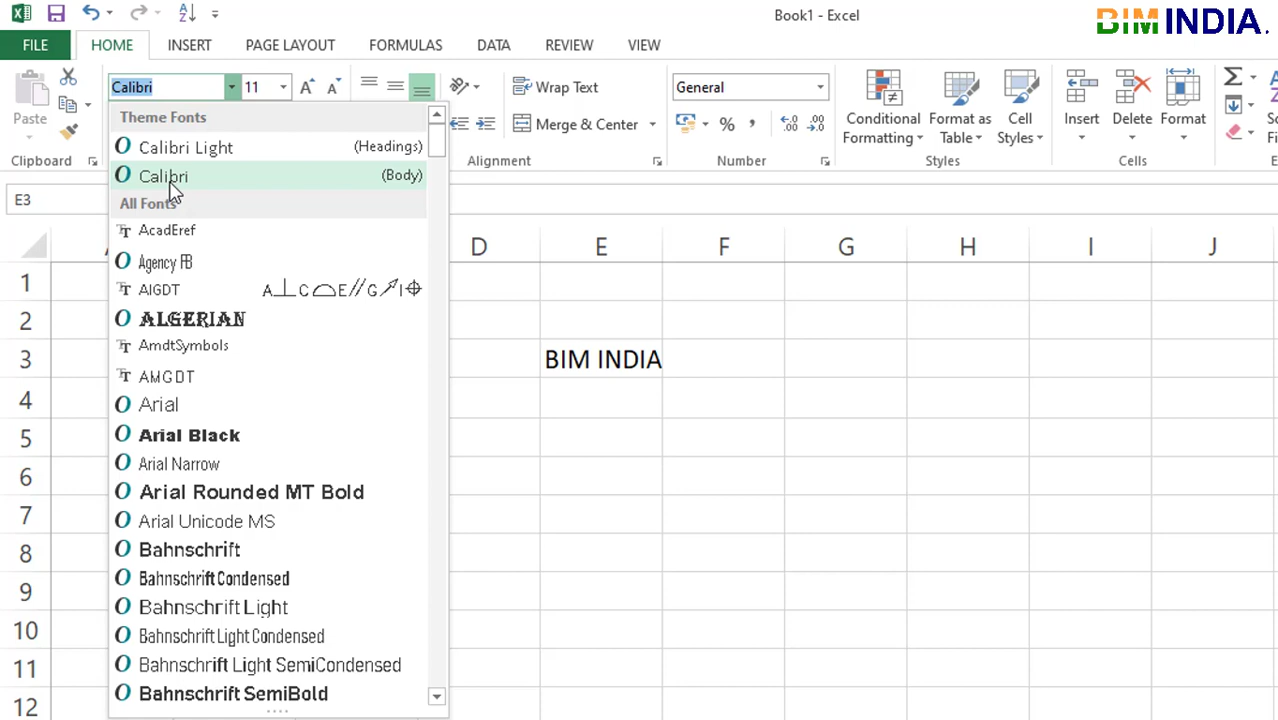 Book1 - Excel
BIM INDIA.
FILE HOME INSERT PAGE LAYOUT FORMULAS DATA REVIEW VIEW
Calibri 11 Wrap Text General
Paste Merge & Center % , Conditional Formatting Format as Table Cell Styles Insert Delete Format
Clipboard Alignment Number Styles Cells
E3
Theme Fonts
Calibri Light (Headings)
Calibri (Body)
All Fonts
AcadEref
Agency FB
AIGDT
ALGERIAN
AmdtSymbols
AMGDT
Arial
Arial Black
Arial Narrow
Arial Rounded MT Bold
Arial Unicode MS
Bahnschrift
Bahnschrift Condensed
Bahnschrift Light
Bahnschrift Light Condensed
Bahnschrift Light SemiCondensed
Bahnschrift SemiBold
D E F G H I J
1
2
3 BIM INDIA
4
5
6
7
8
9
10
11
12